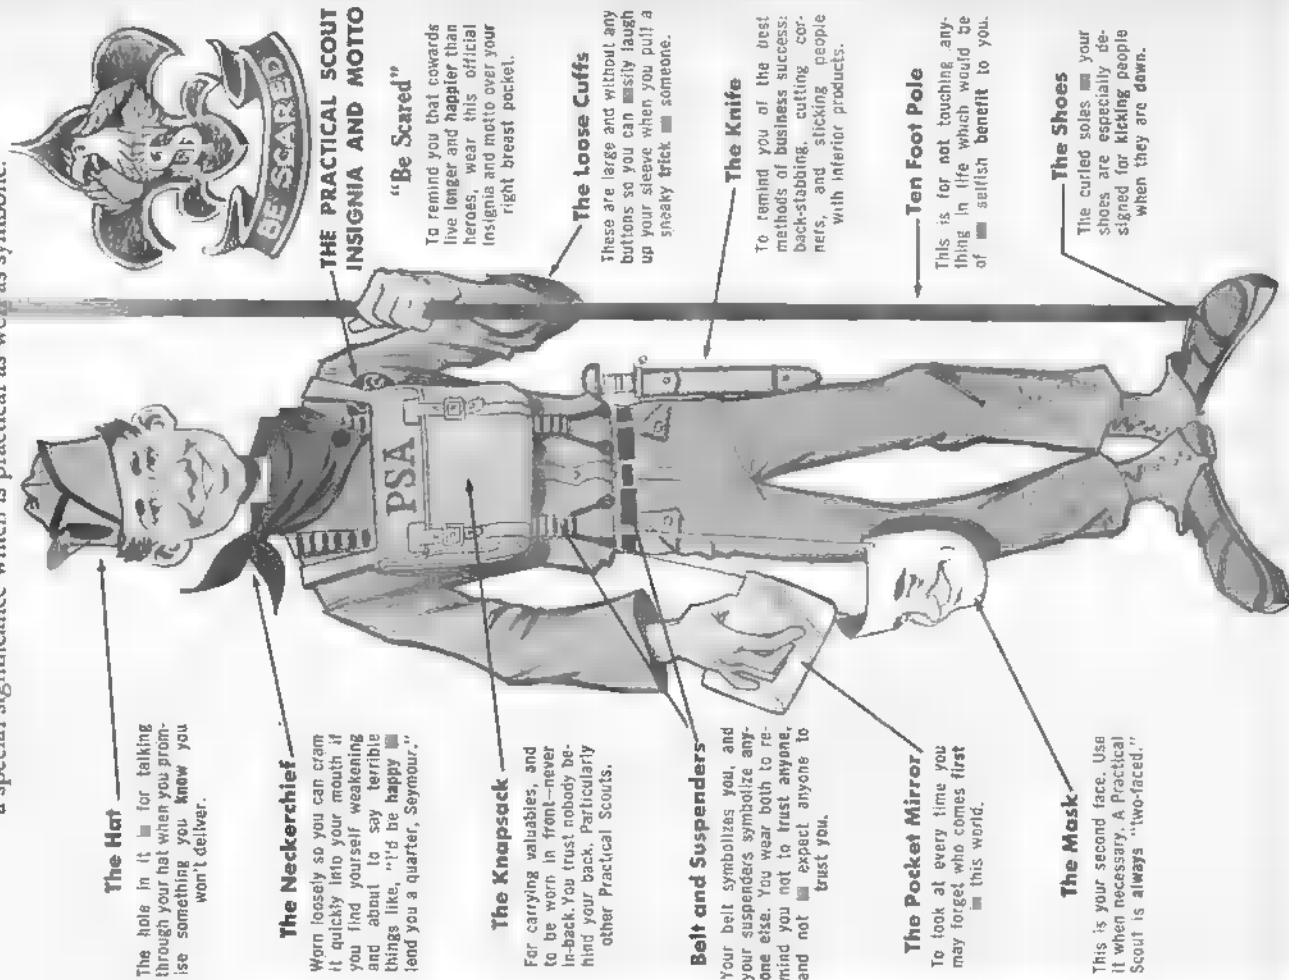 a special significance which is practical as well as symbolic.
The Hat
The hole in it for talking
through your hat when you prom-
ise something you know you
won't deliver.
The Neckerchief
Worn loosely so you can cram
it quickly into your mouth if
you find yourself weakening
and about to say terrible
things like, "I'd be happy
lend you a quarter, Seymour."
The Knapsack
For carrying valuables, and
to be worn in front—never
in-back. You trust nobody be-
hind your back. Particularly
other Practical Scouts.
Belt and Suspenders
Your belt symbolizes you, and
your suspenders symbolize any-
one else. You wear both to re-
mind you not to trust anyone,
and not expect anyone to
trust you.
The Pocket Mirror
To look at every time you
may forget who comes first
this world.
The Mask
This is your second face. Use
it when necessary. A Practical
Scout is always "two-faced."
PSA
BE SCARED
THE PRACTICAL SCOUT
INSIGNIA AND MOTTO
"Be Scared"
To remind you that cowards
live longer and happier than
heroes, wear this official
insignia and motto over your
right breast pocket.
The Loose Cuffs
These are large and without any
buttons so you can easily laugh
up your sleeve when you pull a
sneaky trick someone.
The Knife
To remind you of the best
methods of business success:
back-stabbing, cutting cor-
ners, and sticking people
with inferior products.
Ten Foot Pole
This is for not touching any-
thing in life which would be
of selfish benefit to you.
The Shoes
The curled soles your
shoes are especially de-
signed for kicking people
when they are down.